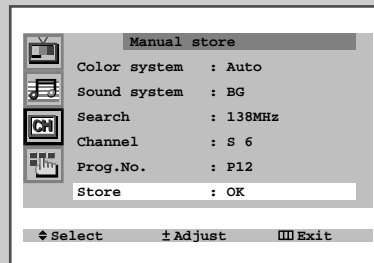 Manual store
Color system : Auto
Sound system : BG
Search : 138MHz
CH
Channel : S 6
Prog.No. : P12
Store : OK
Select ± Adjust Exit